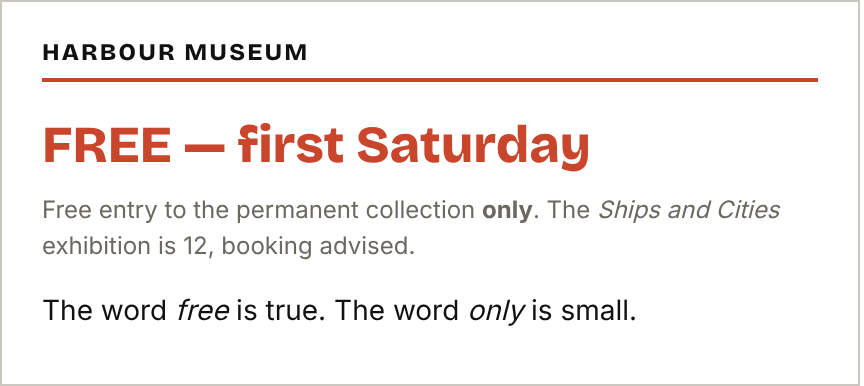 HARBOUR MUSEUM
FREE — first Saturday
Free entry to the permanent collection only. The Ships and Cities
exhibition is 12, booking advised.
The word free is true. The word only is small.